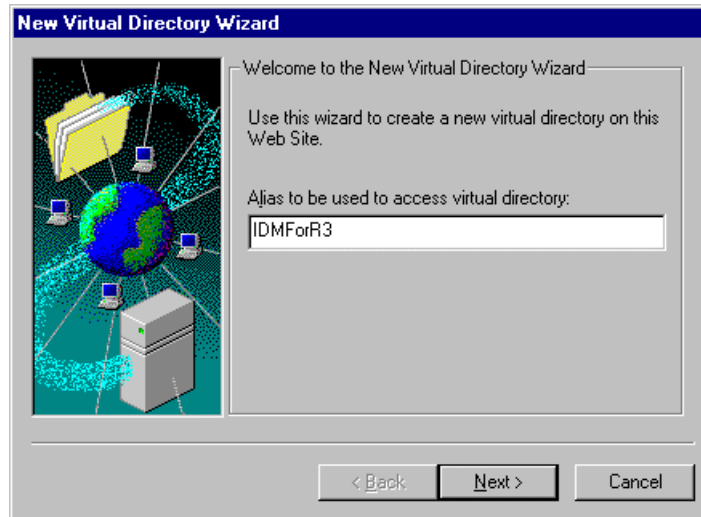 New Virtual Directory Wizard
Welcome to the New Virtual Directory Wizard
Use this wizard to create a new virtual directory on this
Web Site.
Alias to be used to access virtual directory:
IDMForR3
< Back
Next >
Cancel